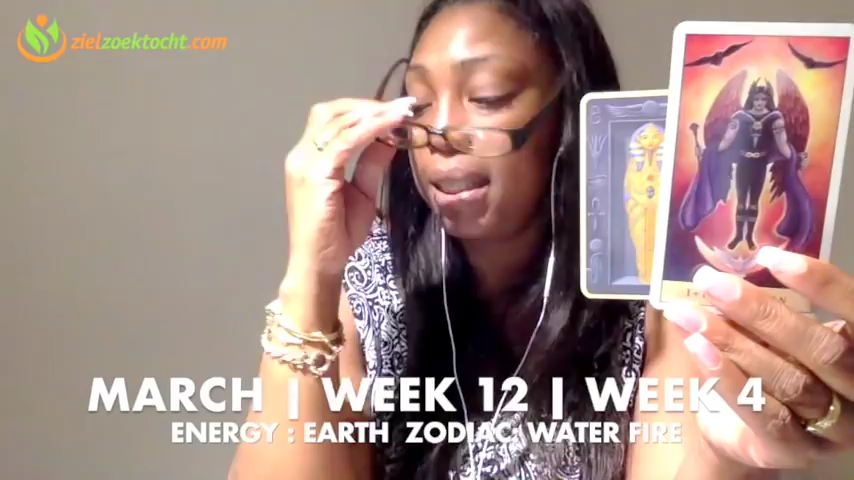 zielzoektocht.com
MARCH | WEEK 12 | WEEK 4
ENERGY : EARTH ZODIAC: WATER FIRE